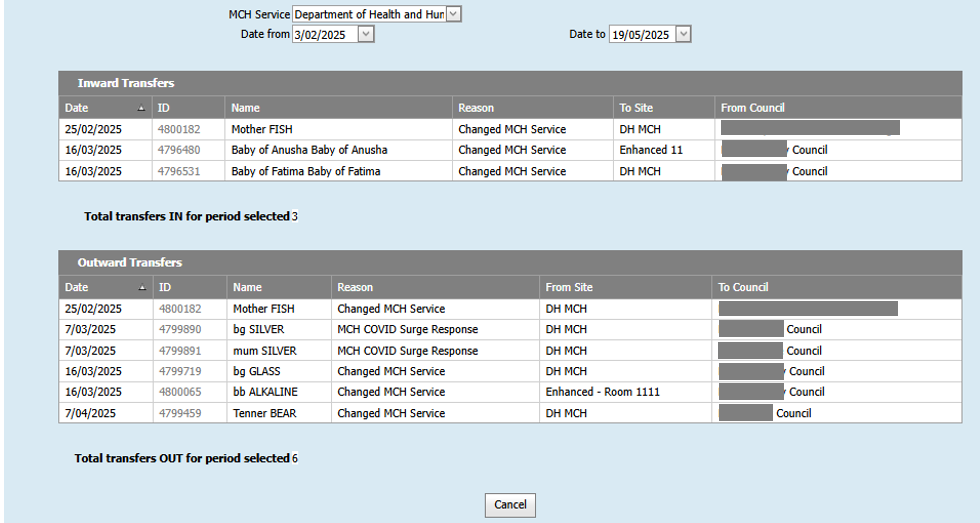 MCH Service Department of Health and Hur
Date from 3/02/2025 Date to 19/05/2025
Inward Transfers
Date ID Name Reason To Site From Council
25/02/2025 4800182 Mother FISH Changed MCH Service DH MCH
16/03/2025 4796480 Baby of Anusha Baby of Anusha Changed MCH Service Enhanced 11 Council
16/03/2025 4796531 Baby of Fatima Baby of Fatima Changed MCH Service DH MCH Council
Total transfers IN for period selected 3
Outward Transfers
Date ID Name Reason From Site To Council
25/02/2025 4800182 Mother FISH Changed MCH Service DH MCH
7/03/2025 4799890 bg SILVER MCH COVID Surge Response DH MCH Council
7/03/2025 4799891 mum SILVER MCH COVID Surge Response DH MCH Council
16/03/2025 4799719 bg GLASS Changed MCH Service DH MCH Council
16/03/2025 4800065 bb ALKALINE Changed MCH Service Enhanced - Room 1111 Council
7/04/2025 4799459 Tenner BEAR Changed MCH Service DH MCH Council
Total transfers OUT for period selected 6
Cancel